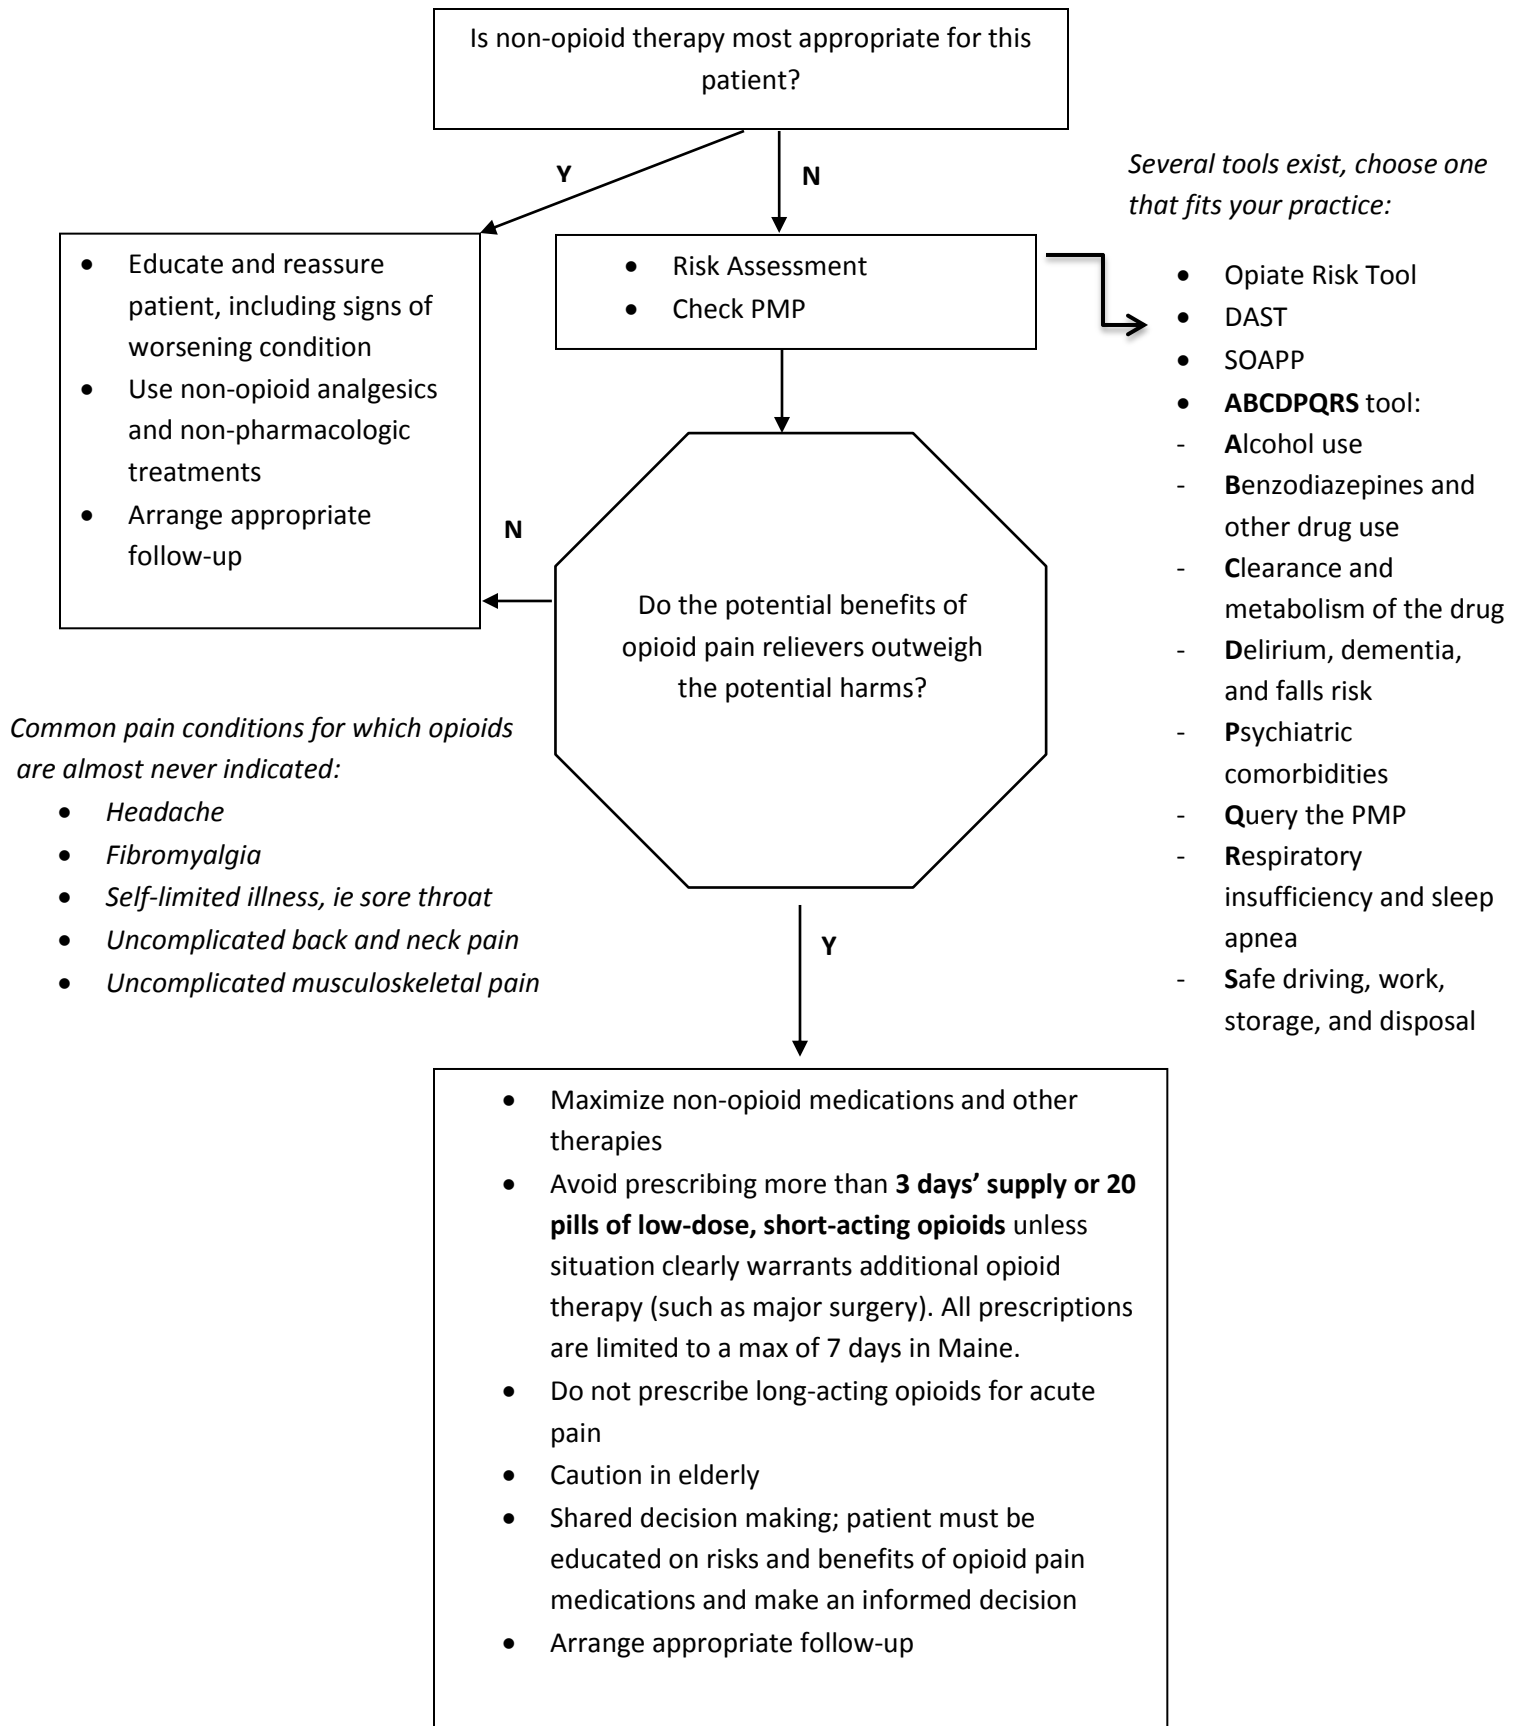 Is non-opioid therapy most appropriate for this
patient?
Y
N
Several tools exist, choose one
that fits your practice:
• Educate and reassure
patient, including signs of
worsening condition
• Use non-opioid analgesics
and non-pharmacologic
treatments
• Arrange appropriate
follow-up
• Risk Assessment
• Check PMP
• Opiate Risk Tool
• DAST
• SOAPP
• ABCDPQRS tool:
- Alcohol use
- Benzodiazepines and
other drug use
- Clearance and
metabolism of the drug
- Delirium, dementia,
and falls risk
- Psychiatric
comorbidities
- Query the PMP
- Respiratory
insufficiency and sleep
apnea
- Safe driving, work,
storage, and disposal
N
Do the potential benefits of
opioid pain relievers outweigh
the potential harms?
Common pain conditions for which opioids
are almost never indicated:
• Headache
• Fibromyalgia
• Self-limited illness, ie sore throat
• Uncomplicated back and neck pain
• Uncomplicated musculoskeletal pain
Y
• Maximize non-opioid medications and other
therapies
• Avoid prescribing more than 3 days’ supply or 20
pills of low-dose, short-acting opioids unless
situation clearly warrants additional opioid
therapy (such as major surgery). All prescriptions
are limited to a max of 7 days in Maine.
• Do not prescribe long-acting opioids for acute
pain
• Caution in elderly
• Shared decision making; patient must be
educated on risks and benefits of opioid pain
medications and make an informed decision
• Arrange appropriate follow-up